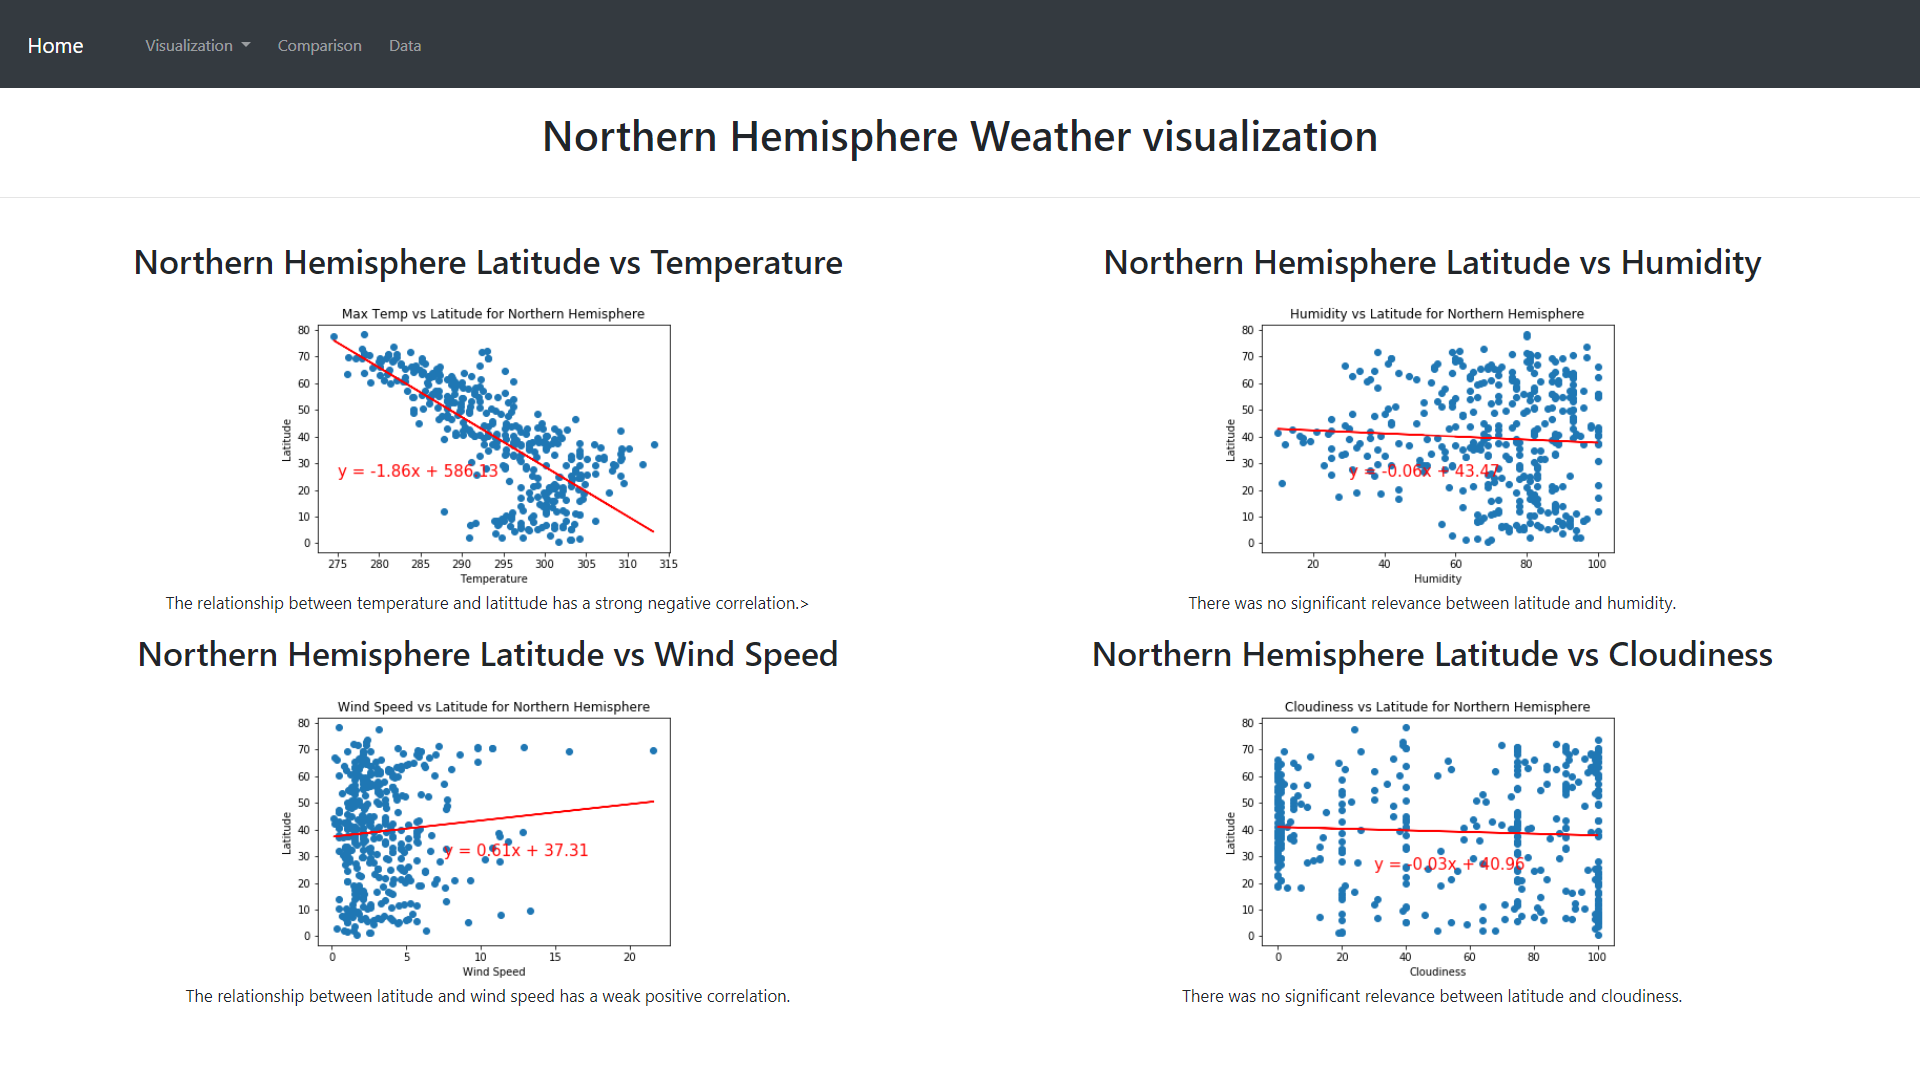 Home Visualization Comparison Data
Northern Hemisphere Weather visualization
Northern Hemisphere Latitude vs Temperature
Max Temp vs Latitude for Northern Hemisphere
80
70
60
50
40
30
20
10
0
Latitude
y = -1.86x + 586.13
275 280 285 290 295 300 305 310 315
Temperature
The relationship between temperature and latittude has a strong negative correlation.>
Northern Hemisphere Latitude vs Humidity
Humidity vs Latitude for Northern Hemisphere
80
70
60
50
40
30
20
10
0
Latitude
y = -0.06x + 43.47
20 40 60 80 100
Humidity
There was no significant relevance between latitude and humidity.
Northern Hemisphere Latitude vs Wind Speed
Wind Speed vs Latitude for Northern Hemisphere
80
70
60
50
40
30
20
10
0
Latitude
y = 0.61x + 37.31
0 5 10 15 20
Wind Speed
The relationship between latitude and wind speed has a weak positive correlation.
Northern Hemisphere Latitude vs Cloudiness
Cloudiness vs Latitude for Northern Hemisphere
80
70
60
50
40
30
20
10
0
Latitude
y = -0.03x + 40.96
0 20 40 60 80 100
Cloudiness
There was no significant relevance between latitude and cloudiness.